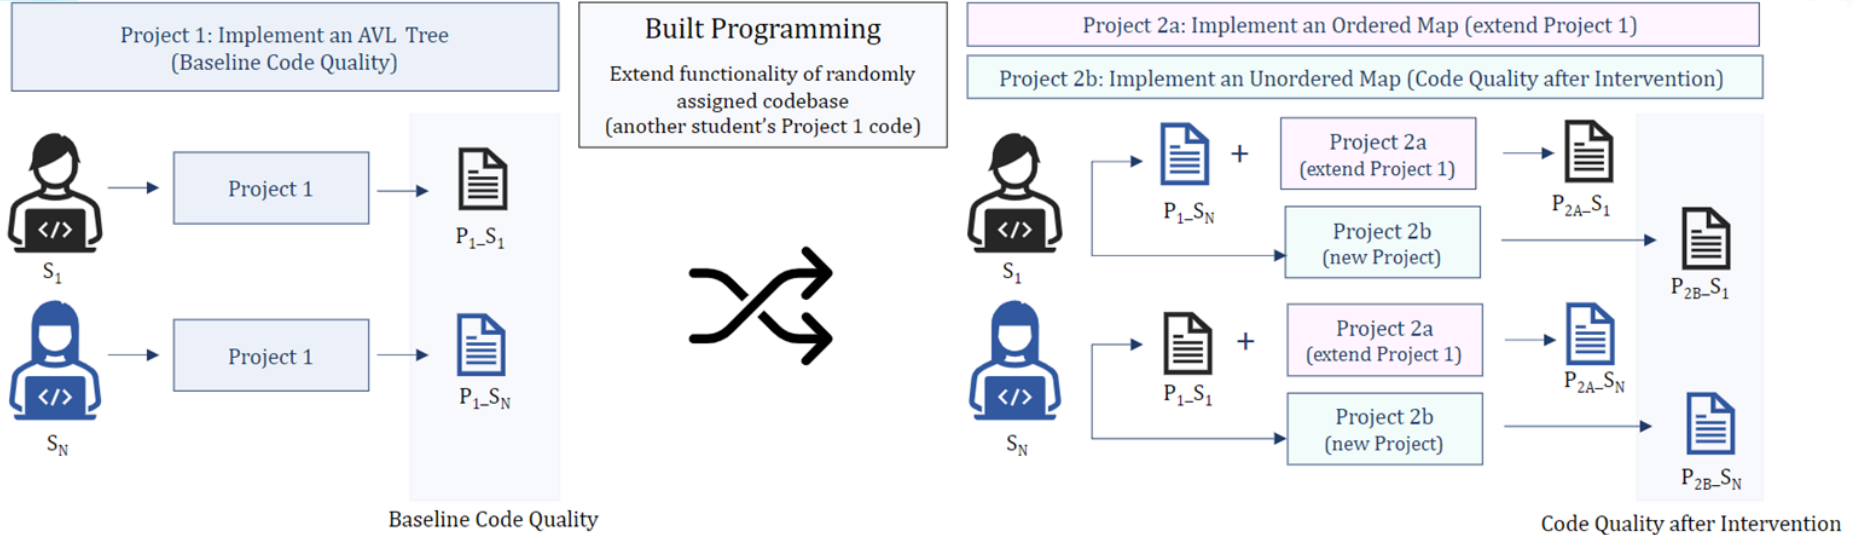 Project 1: Implement an AVL Tree
(Baseline Code Quality)
Project 1
P1_S1
S1
Project 1
P1_SN
SN
Baseline Code Quality
Built Programming
Extend functionality of randomly
assigned codebase
(another student's Project 1 code)
Project 2a: Implement an Ordered Map (extend Project 1)
Project 2b: Implement an Unordered Map (Code Quality after Intervention)
</>
S1
P1_SN
+
Project 2a
(extend Project 1)
P2A_S1
Project 2b
(new Project)
P2B_S1
</>
SN
P1_S1
+
Project 2a
(extend Project 1)
P2A_SN
Project 2b
(new Project)
P2B_SN
Code Quality after Intervention
</>
</>